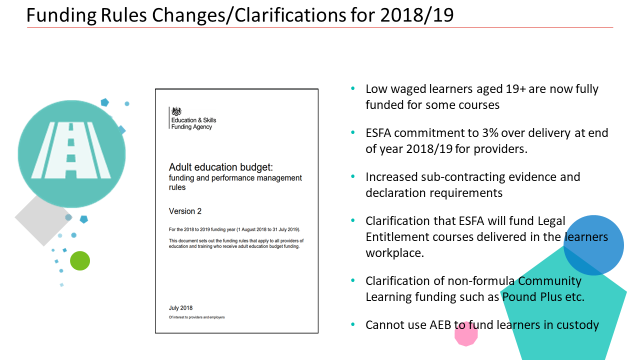 Funding Rules Changes/Clarifications for 2018/19
Education & Skills
Funding Agency
Adult education budget:
funding and performance management
rules
Version 2
For the 2018 to 2019 funding year (1 August 2018 to 31 July 2019).
This document sets out the funding rules that apply to all providers of
education and training who receive adult education budget funding.
July 2018
Of interest to providers and employers
• Low waged learners aged 19+ are now fully
funded for some courses
• ESFA commitment to 3% over delivery at end
of year 2018/19 for providers.
• Increased sub-contracting evidence and
declaration requirements
• Clarification that ESFA will fund Legal
Entitlement courses delivered in the learners
workplace.
• Clarification of non-formula Community
Learning funding such as Pound Plus etc.
• Cannot use AEB to fund learners in custody